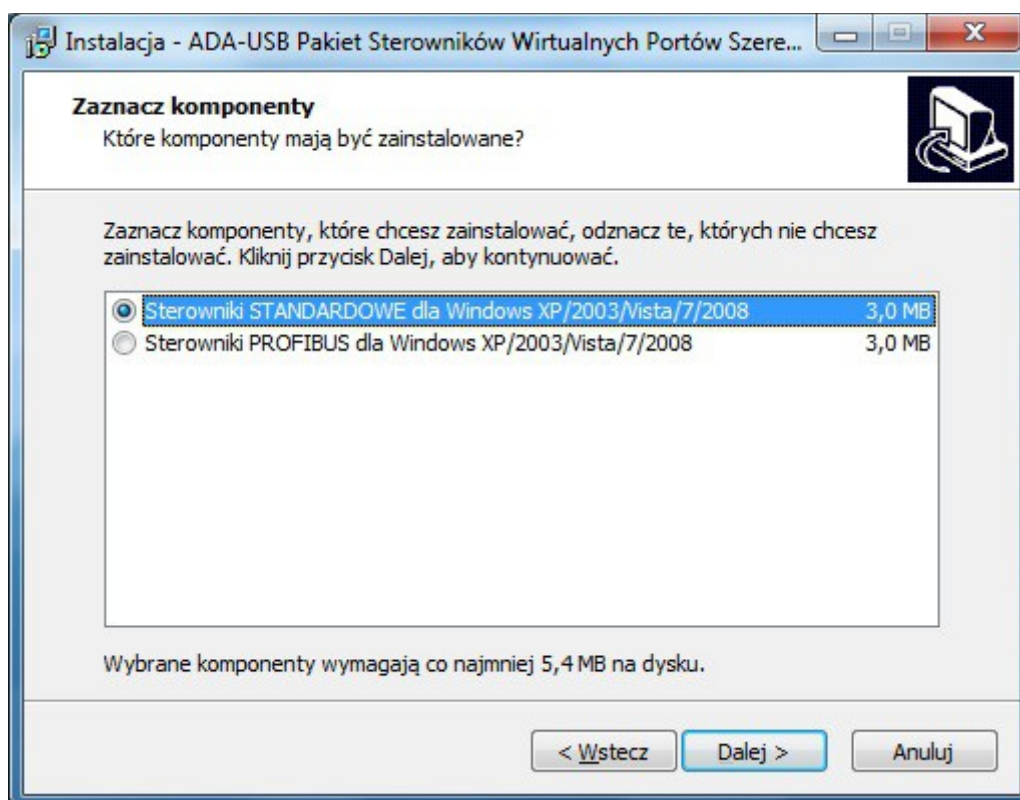 Instalacja - ADA-USB Pakiet Sterowników Wirtualnych Portów Szere...
Zaznacz komponenty
Które komponenty mają być zainstalowane?
Zaznacz komponenty, które chcesz zainstalować, odznacz te, których nie chcesz
zainstalować. Kliknij przycisk Dalej, aby kontynuować.
Sterowniki STANDARDOWE dla Windows XP/2003/Vista/7/2008 3,0 MB
Sterowniki PROFIBUS dla Windows XP/2003/Vista/7/2008 3,0 MB
Wybrane komponenty wymagają co najmniej 5,4 MB na dysku.
< Wstecz Dalej > Anuluj